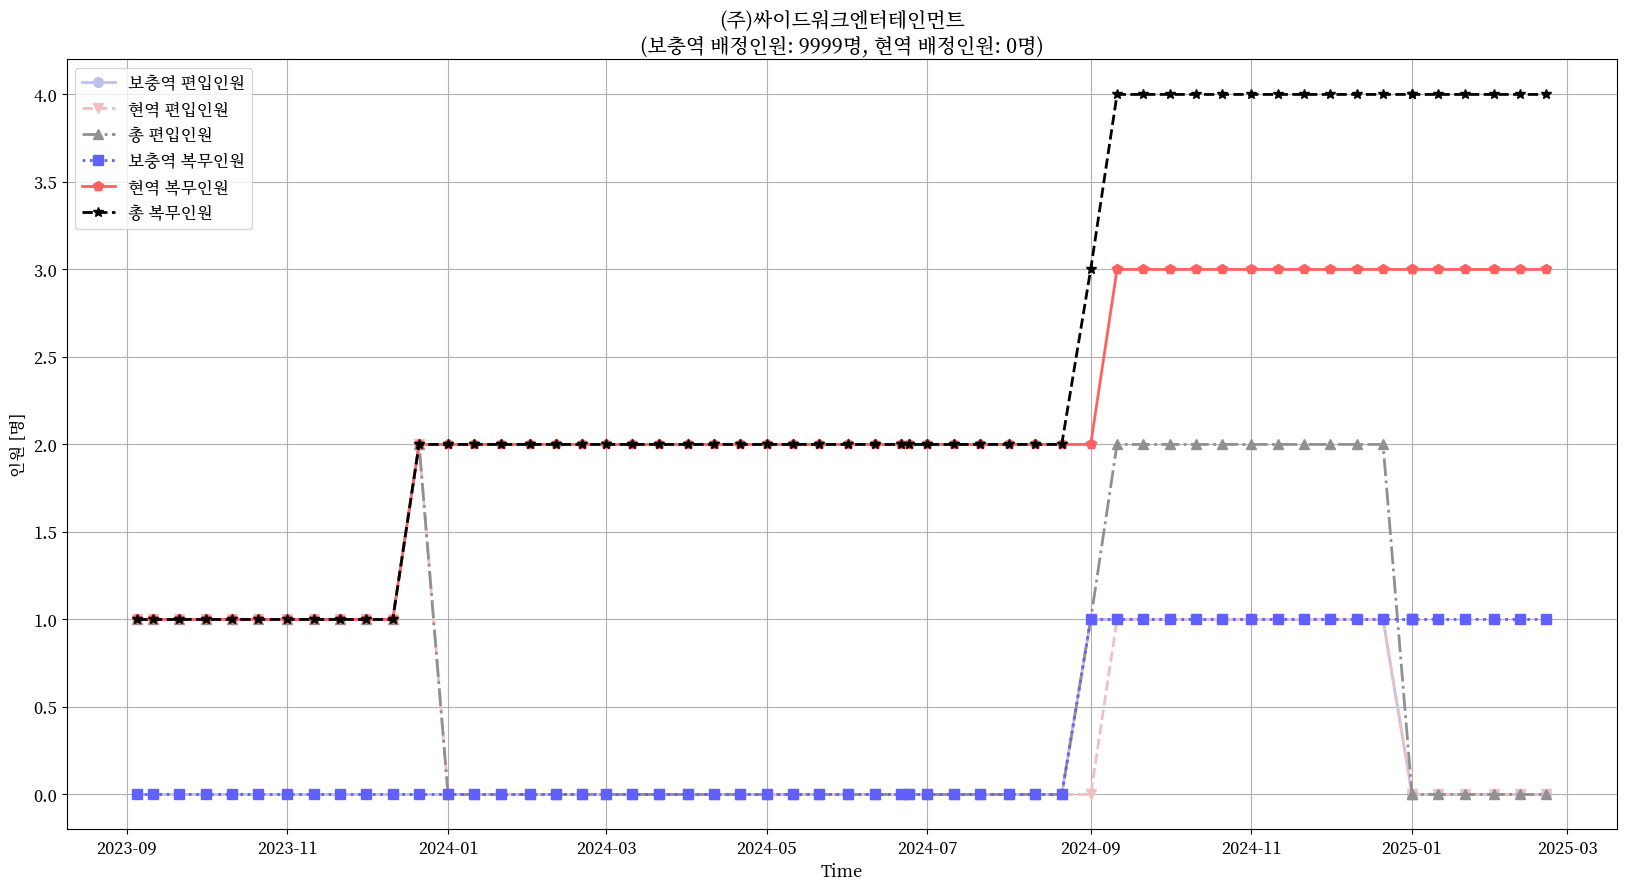 (주)싸이드워크엔터테인먼트
(보충역 배정인원: 9999명, 현역 배정인원: 0명)
보충역 편입인원
현역 편입인원
총 편입인원
보충역 복무인원
현역 복무인원
총 복무인원
4.0
3.5
3.0
2.5
2.0
1.5
1.0
0.5
0.0
인원 [명]
2023-09 2023-11 2024-01 2024-03 2024-05 2024-07 2024-09 2024-11 2025-01 2025-03
Time